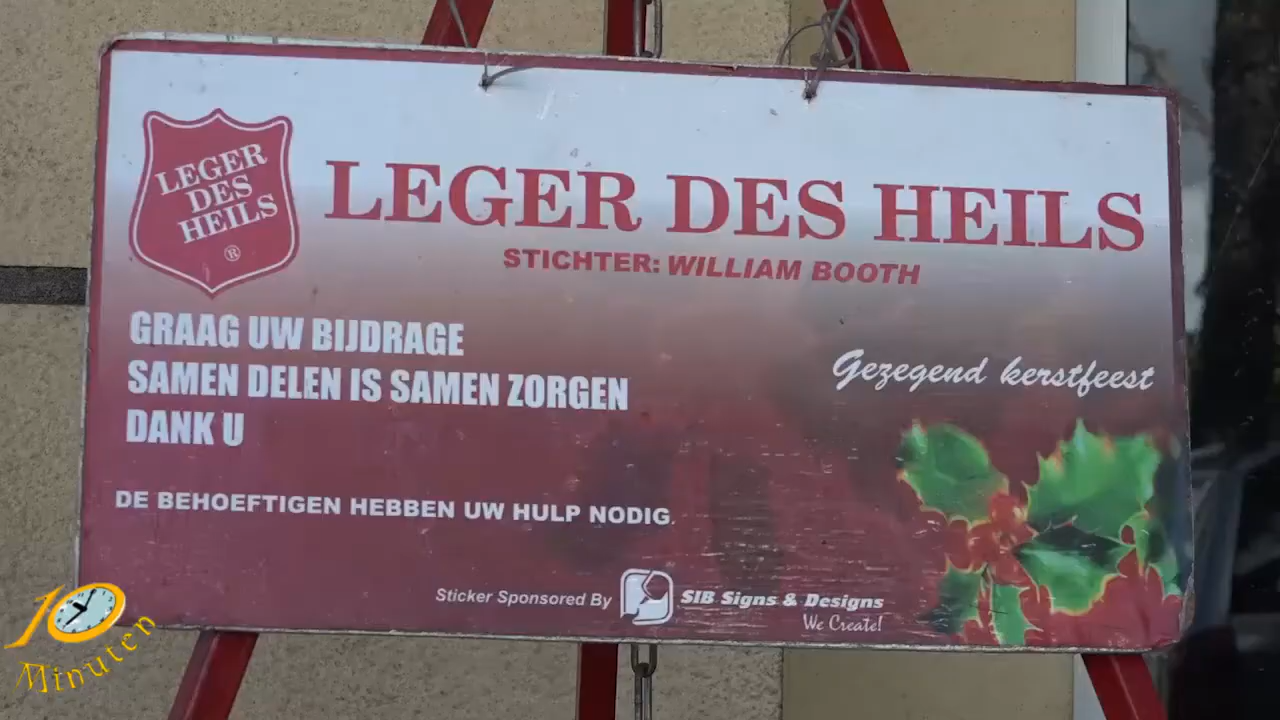 LEGER
DES
HEILS
®
LEGER DES HEILS
STICHTER: WILLIAM BOOTH
GRAAG UW BIJDRAGE
SAMEN DELEN IS SAMEN ZORGEN
DANK U
Gezegend kerstfeest
DE BEHOEFTIGEN HEBBEN UW HULP NODIG.
Sticker Sponsored By SIB Signs & Designs
We Create!
10
Minuten